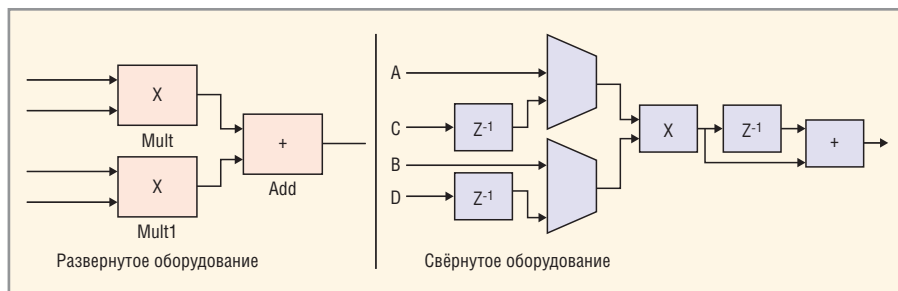 X
Mult
+
Add
X
Mult1
Развернутое оборудование
A
C
Z-1
B
D
Z-1
X
Z-1
+
Свёрнутое оборудование